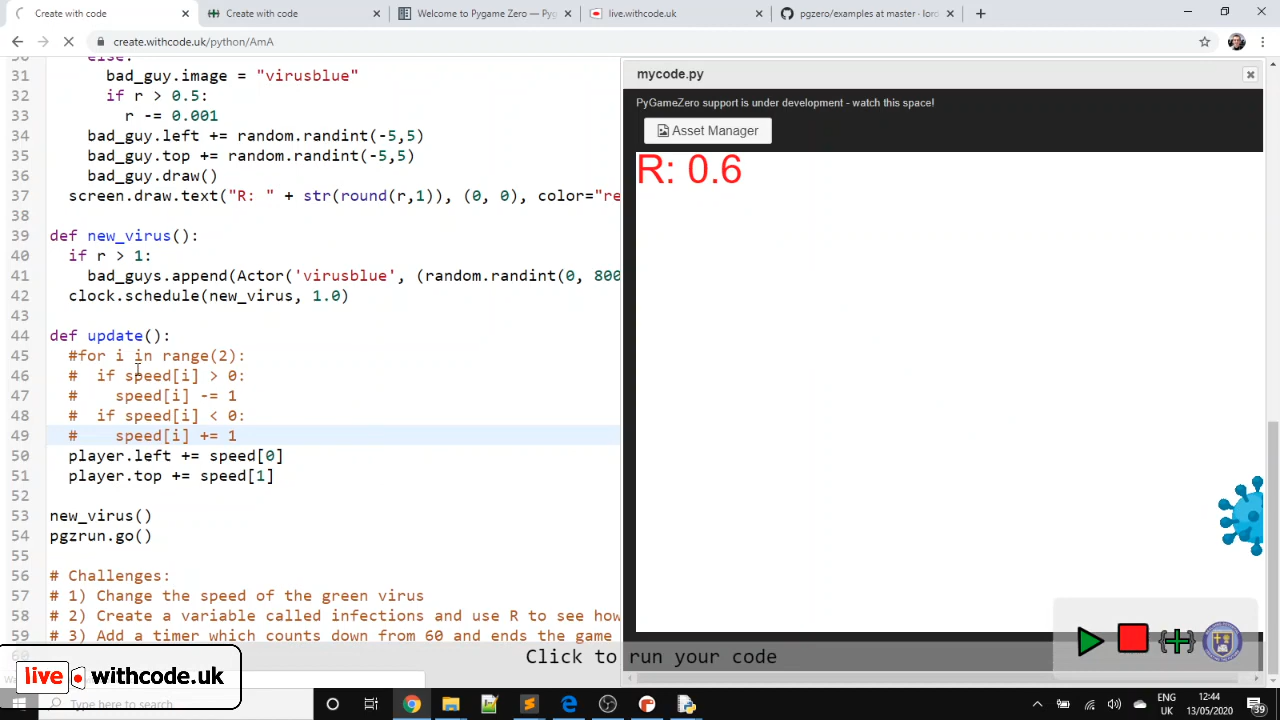 Create with code
Create with code
Welcome to Pygame Zero — Pyg
live.withcode.uk
pgzero/examples at master · lord
create.withcode.uk/python/AmA
else:
31 bad_guy.image = "virusblue"
32 if r > 0.5:
33 r -= 0.001
34 bad_guy.left += random.randint(-5,5)
35 bad_guy.top += random.randint(-5,5)
36 bad_guy.draw()
37 screen.draw.text("R: " + str(round(r,1)), (0, 0), color="re
38
39 def new_virus():
40 if r > 1:
41 bad_guys.append(Actor('virusblue', (random.randint(0, 800
42 clock.schedule(new_virus, 1.0)
43
44 def update():
45 #for i in range(2):
46 # if speed[i] > 0:
47 # speed[i] -= 1
48 # if speed[i] < 0:
49 # speed[i] += 1
50 player.left += speed[0]
51 player.top += speed[1]
52
53 new_virus()
54 pgzrun.go()
55
56 # Challenges:
57 # 1) Change the speed of the green virus
58 # 2) Create a variable called infections and use R to see how
59 # 3) Add a timer which counts down from 60 and ends the game
mycode.py
PyGameZero support is under development - watch this space!
Asset Manager
R: 0.6
Click to run your code
live withcode.uk
Type here to search
ENG
UK
12:44
13/05/2020
39